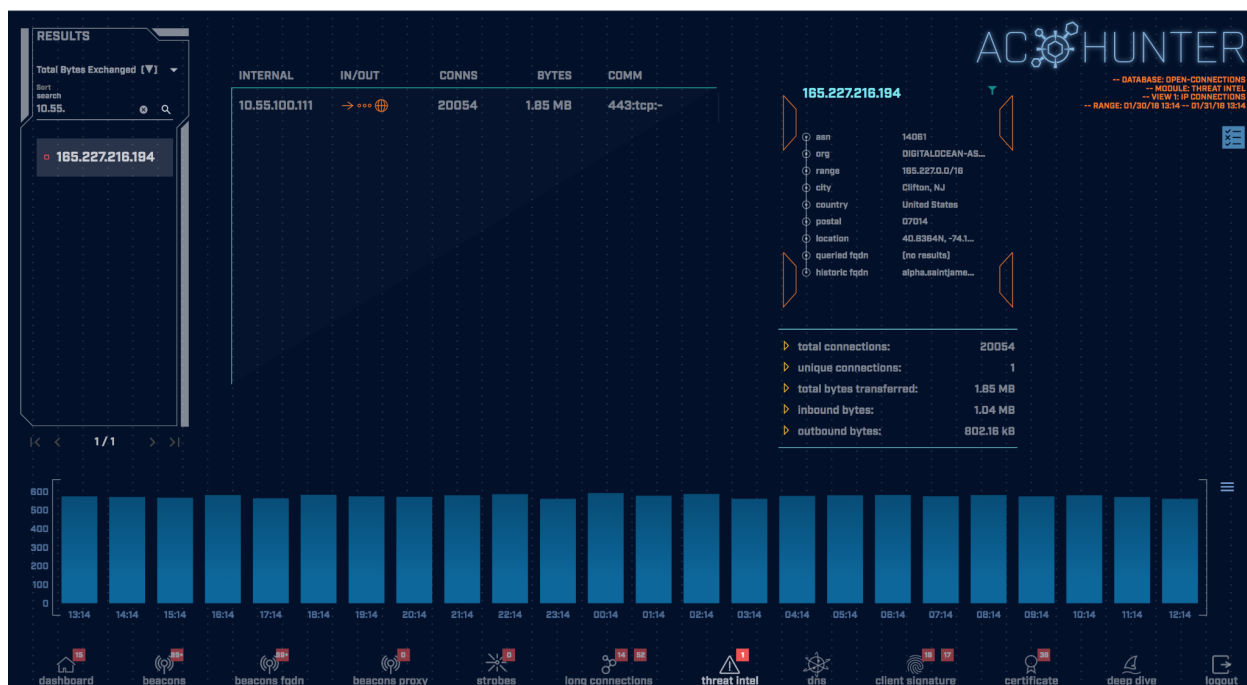 RESULTS
Total Bytes Exchanged [▼]
Sort
search
10.55.
165.227.216.194
1/1
INTERNAL IN/OUT CONNS BYTES COMM
10.55.100.111 20054 1.85 MB 443:tcp:-
AC HUNTER
-- DATABASE: OPEN-CONNECTIONS
-- MODULE: THREAT INTEL
-- VIEW 1: IP CONNECTIONS
-- RANGE: 01/30/18 13:14 -- 01/31/18 13:14
165.227.216.194
asn 14061
org DIGITALOCEAN-AS...
range 165.227.0.0/16
city Clifton, NJ
country United States
postal 07014
location 40.8364N, -74.1...
queried fqdn [no results]
historic fqdn alpha.saintjame...
total connections: 20054
unique connections: 1
total bytes transferred: 1.85 MB
inbound bytes: 1.04 MB
outbound bytes: 802.16 kB
600
500
400
300
200
100
0
13:14 14:14 15:14 16:14 17:14 18:14 19:14 20:14 21:14 22:14 23:14 00:14 01:14 02:14 03:14 04:14 05:14 06:14 07:14 08:14 09:14 10:14 11:14 12:14
15 99+ 99+ 0 0 14 52 1 16 17 30
dashboard beacons beacons fqdn beacons proxy strobes long connections threat intel dns client signature certificate deep dive logout